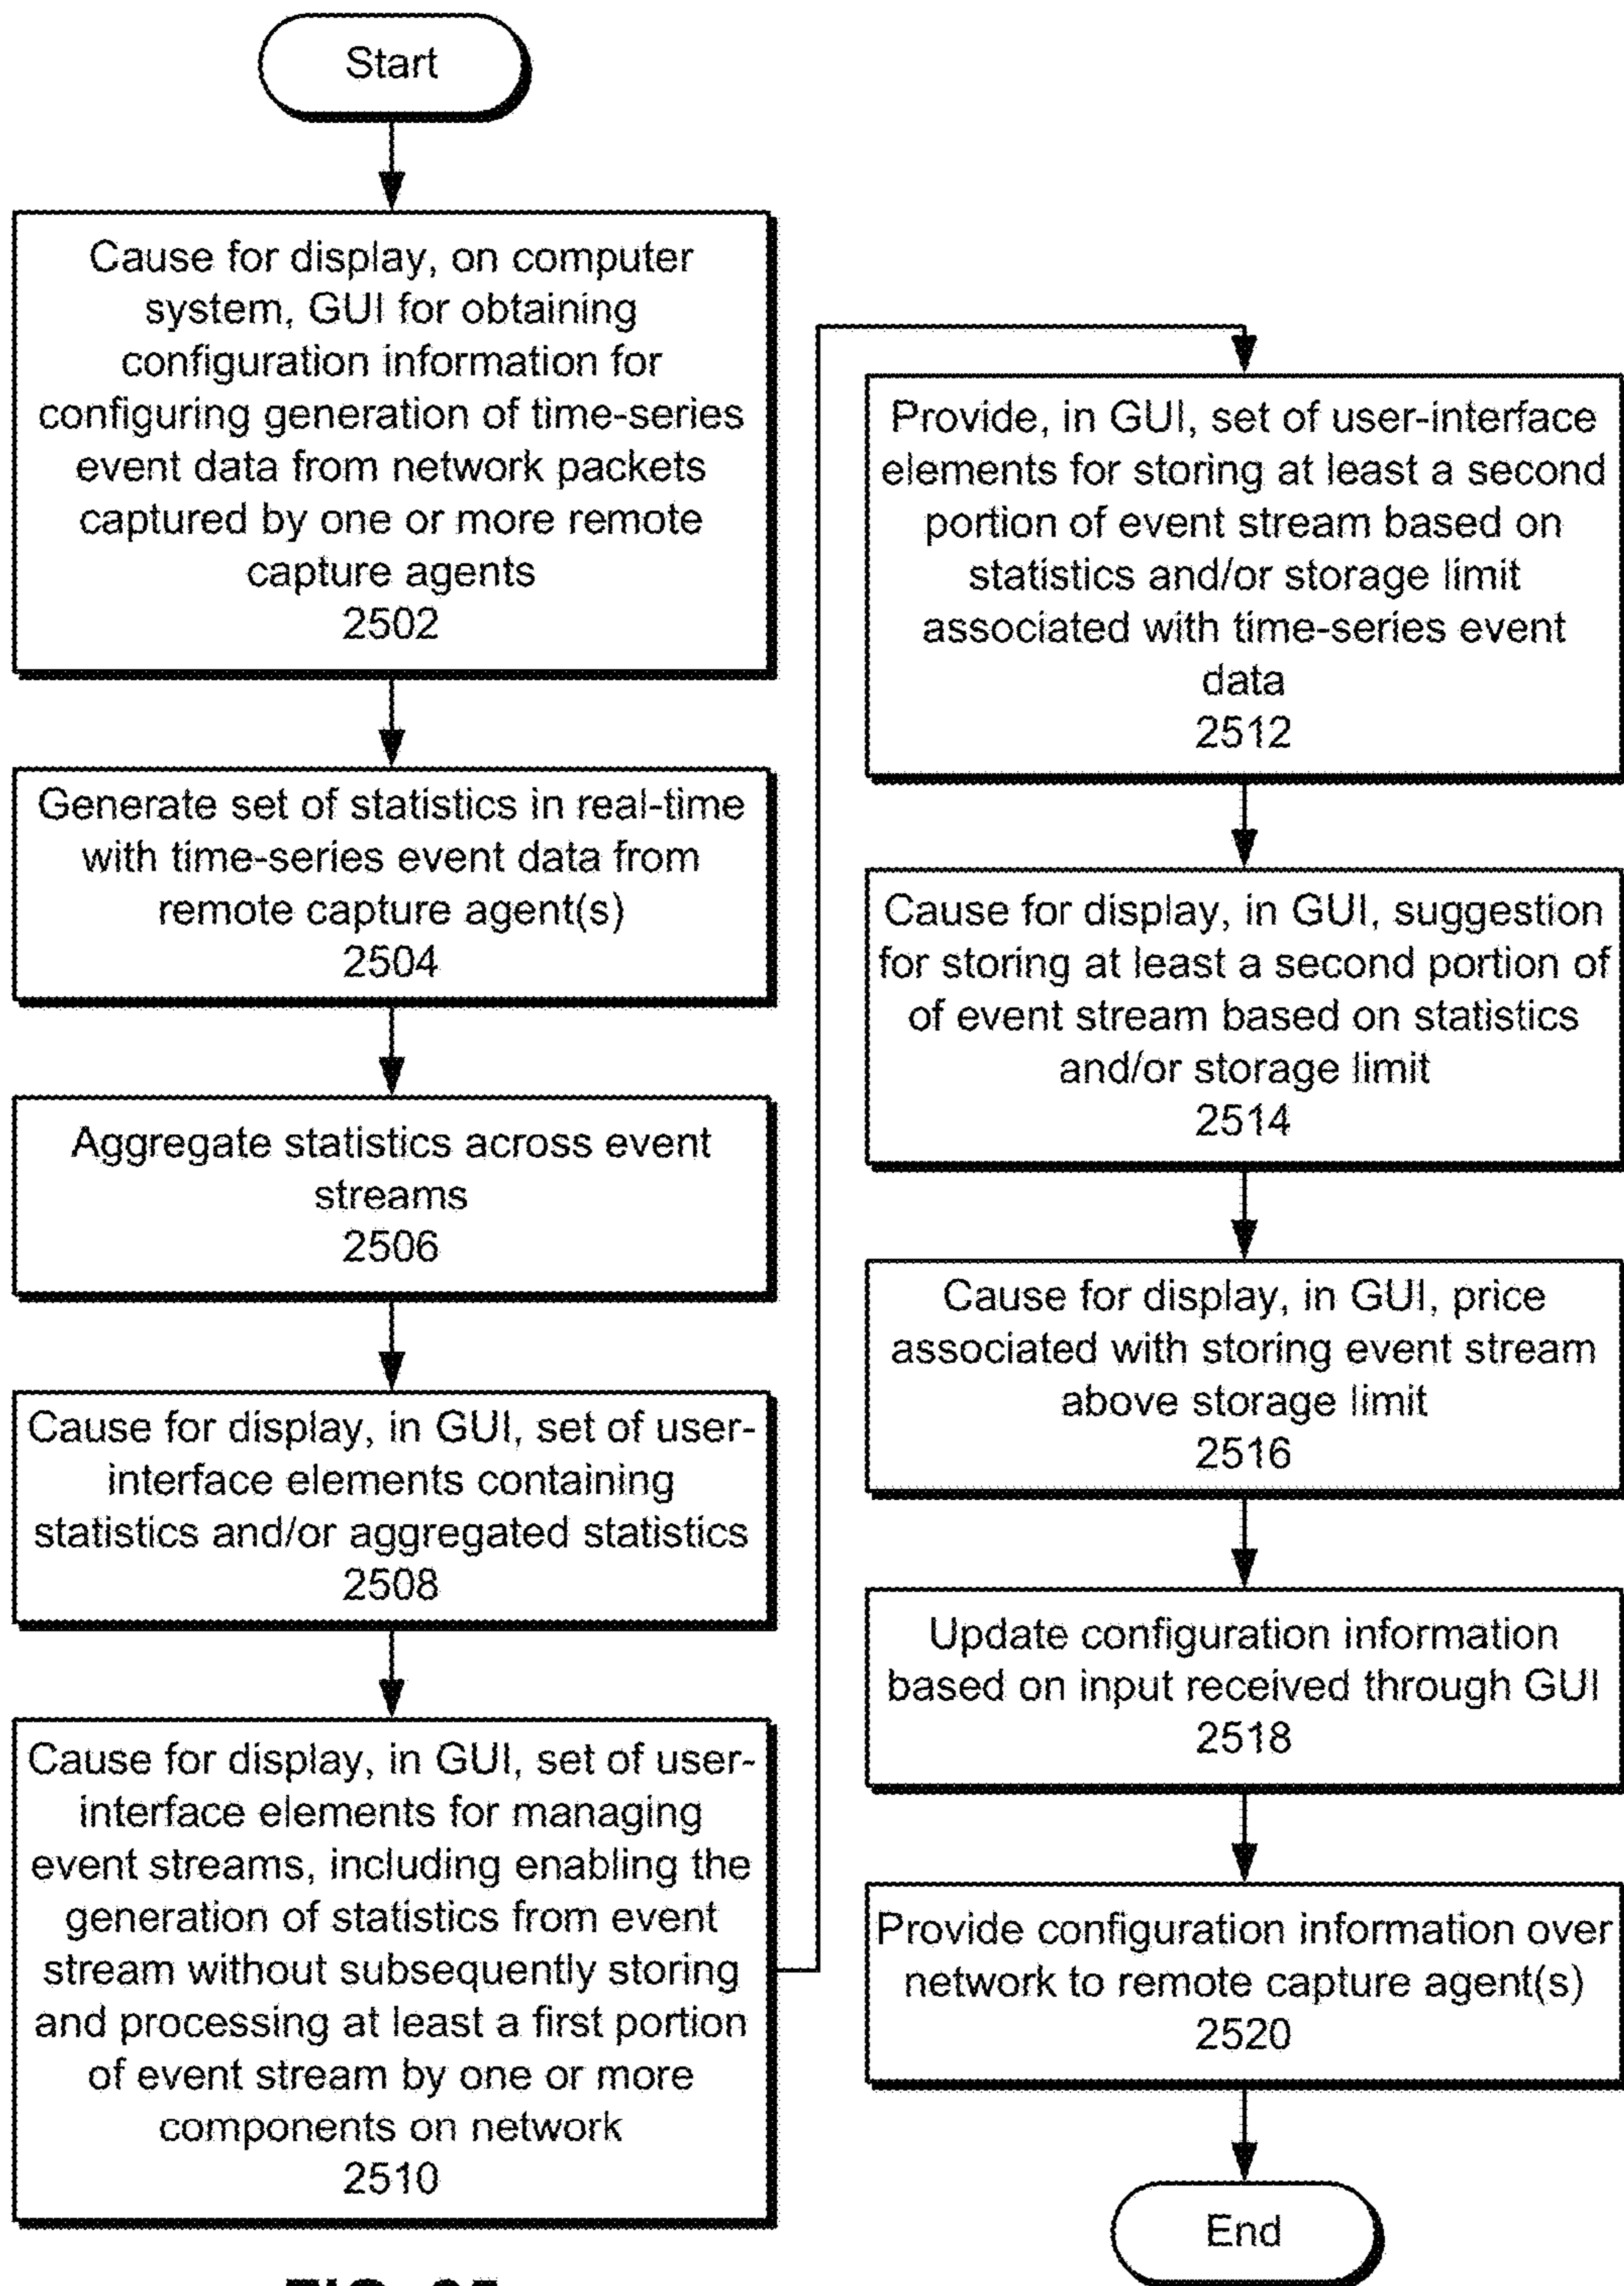 Start
Cause for display, on computer
system, GUI for obtaining
configuration information for
configuring generation of time-series
event data from network packets
captured by one or more remote
capture agents
2502
Generate set of statistics in real-time
with time-series event data from
remote capture agent(s)
2504
Aggregate statistics across event
streams
2506
Cause for display, in GUI, set of user-
interface elements containing
statistics and/or aggregated statistics
2508
Cause for display, in GUI, set of user-
interface elements for managing
event streams, including enabling the
generation of statistics from event
stream without subsequently storing
and processing at least a first portion
of event stream by one or more
components on network
2510
Provide, in GUI, set of user-interface
elements for storing at least a second
portion of event stream based on
statistics and/or storage limit
associated with time-series event
data
2512
Cause for display, in GUI, suggestion
for storing at least a second portion of
of event stream based on statistics
and/or storage limit
2514
Cause for display, in GUI, price
associated with storing event stream
above storage limit
2516
Update configuration information
based on input received through GUI
2518
Provide configuration information over
network to remote capture agent(s)
2520
End